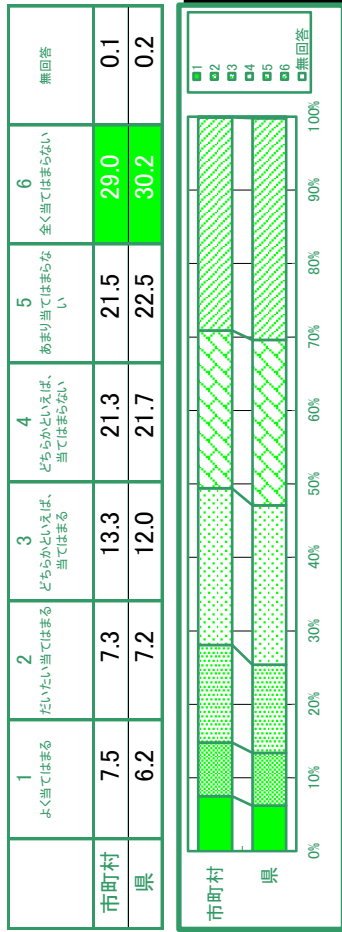 1
よく当てはまる
2
だいたい当てはまる
3
どちらかといえば、
当てはまる
4
どちらかといえば、
当てはまらない
5
あまり当てはまらな
い
6
全く当てはまらない
無回答
市町村 7.5 7.3 13.3 21.3 21.5 29.0 0.1
県 6.2 7.2 12.0 21.7 22.5 30.2 0.2
市町村
県
0% 10% 20% 30% 40% 50% 60% 70% 80% 90% 100%
1
2
3
4
5
6
無回答